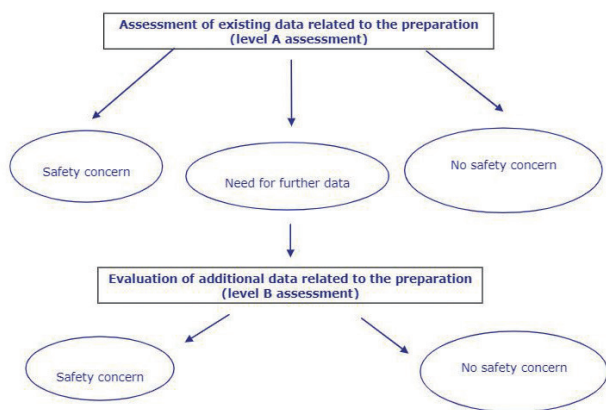 Assessment of existing data related to the preparation
(level A assessment)
Safety concern
Need for further data
No safety concern
Evaluation of additional data related to the preparation
(level B assessment)
Safety concern
No safety concern